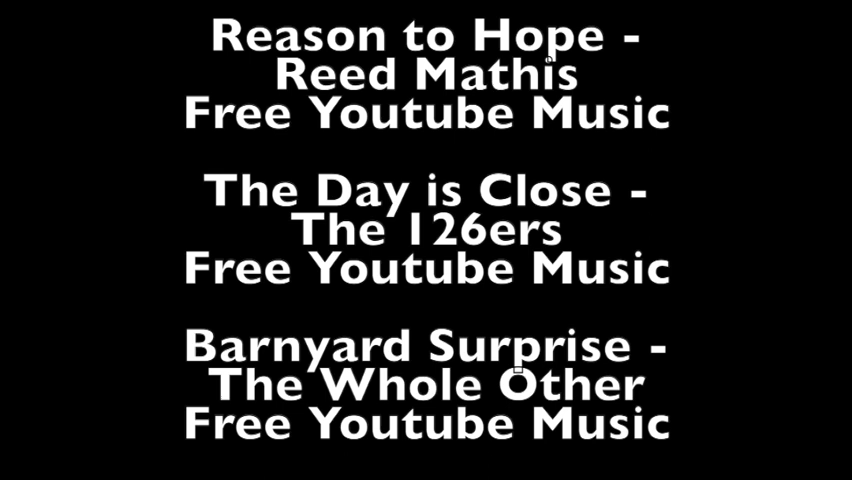 Reason to Hope -
Reed Mathis
Free Youtube Music
The Day is Close -
The 126ers
Free Youtube Music
Barnyard Surprise -
The Whole Other
Free Youtube Music